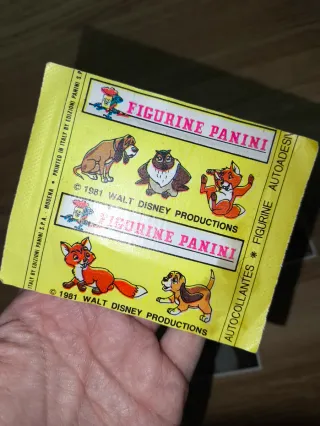 FIGURINE PANINI
© 1981 WALT DISNEY PRODUCTIONS
FIGURINE PANINI
© 1981 WALT DISNEY PRODUCTIONS
ITALY BY EDIZIONI PANINI S.P.A. - MODENA * PRINTED IN ITALY BY EDIZIONI PANINI S.P.
AUTOCOLLANTES * FIGURINE AUTOADESIV